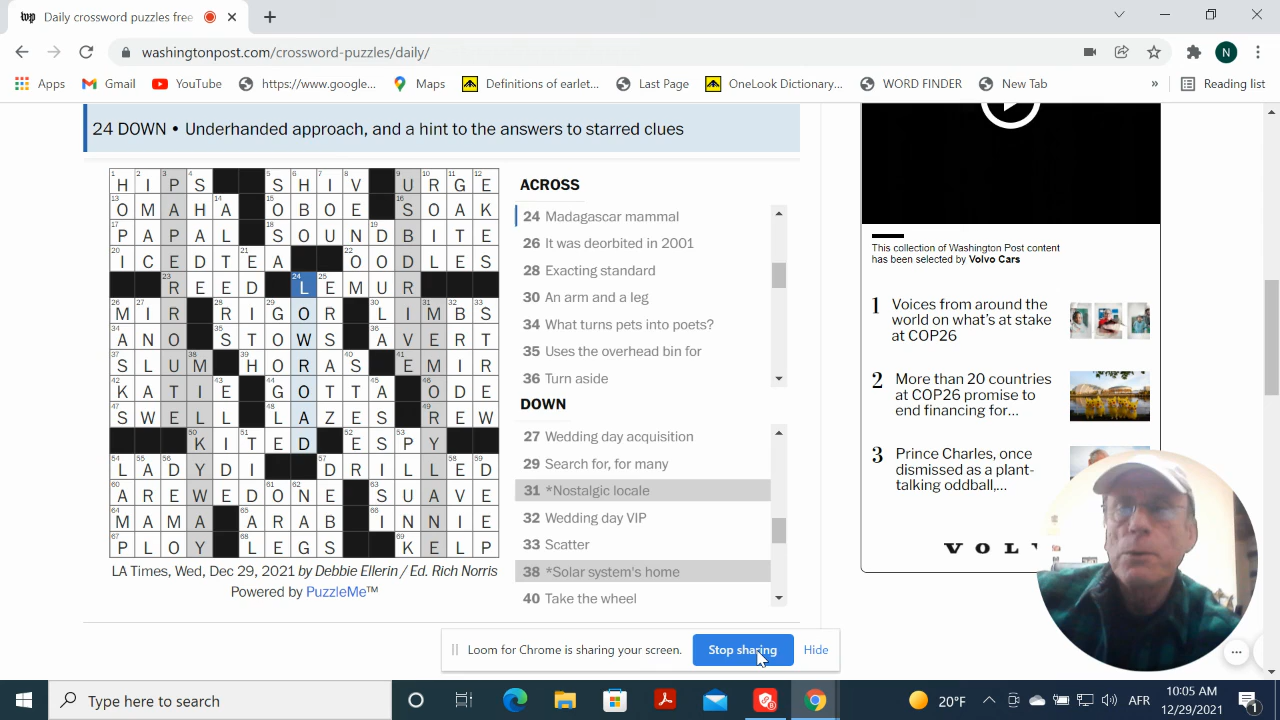 Daily crossword puzzles free
washingtonpost.com/crossword-puzzles/daily/
N
Apps Gmail YouTube https://www.google... Maps Definitions of earlet... Last Page OneLook Dictionary... WORD FINDER New Tab » Reading list
24 DOWN • Underhanded approach, and a hint to the answers to starred clues
H I P S S H I V U R G E
O M A H A O B O E S O A K
P A P A L S O U N D B I T E
I C E D T E A O O D L E S
R E E D L E M U R
M I R R I G O R L I M B S
A N O S T O W S A V E R T
S L U M H O R A S E M I R
K A T I E G O T T A O D E
S W E L L A Z E S R E W
K I T E D E S P Y
L A D Y D I D R I L L E D
A R E W E D O N E S U A V E
M A M A A R A B I N N I E
P L O Y L E G S K E L P
LA Times, Wed, Dec 29, 2021 by Debbie Ellerin / Ed. Rich Norris
Powered by PuzzleMe™
ACROSS
24 Madagascar mammal
26 It was deorbited in 2001
28 Exacting standard
30 An arm and a leg
34 What turns pets into poets?
35 Uses the overhead bin for
36 Turn aside
DOWN
27 Wedding day acquisition
29 Search for, for many
31 *Nostalgic locale
32 Wedding day VIP
33 Scatter
38 *Solar system's home
40 Take the wheel
This collection of Washington Post content
has been selected by Volvo Cars
1 Voices from around the
world on what's at stake
at COP26
2 More than 20 countries
at COP26 promise to
end financing for...
3 Prince Charles, once
dismissed as a plant-
talking oddball,...
V O L
Loom for Chrome is sharing your screen. Stop sharing Hide
Type here to search
20°F AFR
10:05 AM
12/29/2021
1